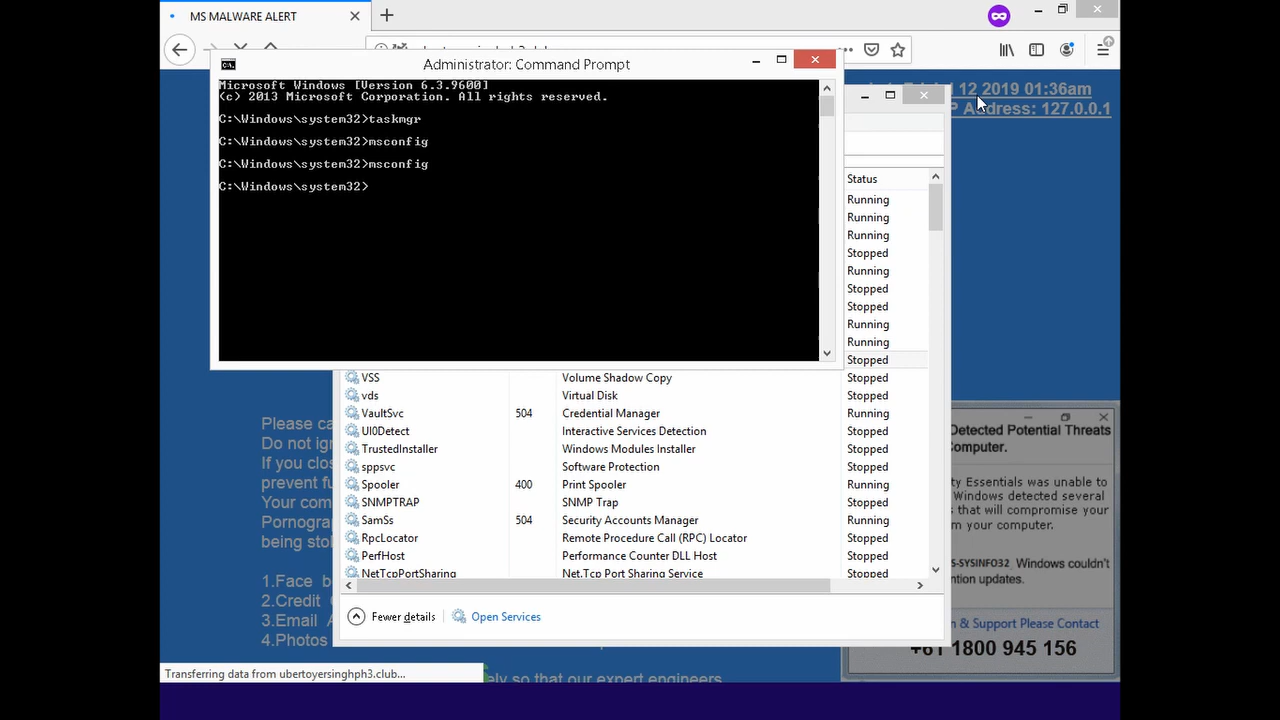 MS MALWARE ALERT
Administrator: Command Prompt
Microsoft Windows [Version 6.3.9600]
(c) 2013 Microsoft Corporation. All rights reserved.
C:\Windows\system32>taskmgr
C:\Windows\system32>msconfig
C:\Windows\system32>msconfig
C:\Windows\system32>
12 2019 01:36am
Address: 127.0.0.1
Status
Running
Running
Running
Stopped
Running
Stopped
Stopped
Running
Running
Stopped
VSS Volume Shadow Copy Stopped
vds Virtual Disk Stopped
VaultSvc 504 Credential Manager Running
UI0Detect Interactive Services Detection Stopped
TrustedInstaller Windows Modules Installer Stopped
sppsvc Software Protection Stopped
Spooler 400 Print Spooler Running
SNMPTRAP SNMP Trap Stopped
SamSs 504 Security Accounts Manager Running
RpcLocator Remote Procedure Call (RPC) Locator Stopped
PerfHost Performance Counter DLL Host Stopped
NetTcpPortSharing Net.Tcp Port Sharing Service Stopped
Fewer details Open Services
Please ca
Do not ig
If you clos
prevent fu
Your com
Pornogra
being stol
1.Face b
2.Credit
3.Email A
4.Photos
ely so that our expert engineers
Detected Potential Threats
Computer.
ty Essentials was unable to
Windows detected several
s that will compromise your
m your computer.
S-SYSINFO32 Windows couldn't
ntion updates.
n & Support Please Contact
+61 1800 945 156
Transferring data from ubertoyersinghph3.club...